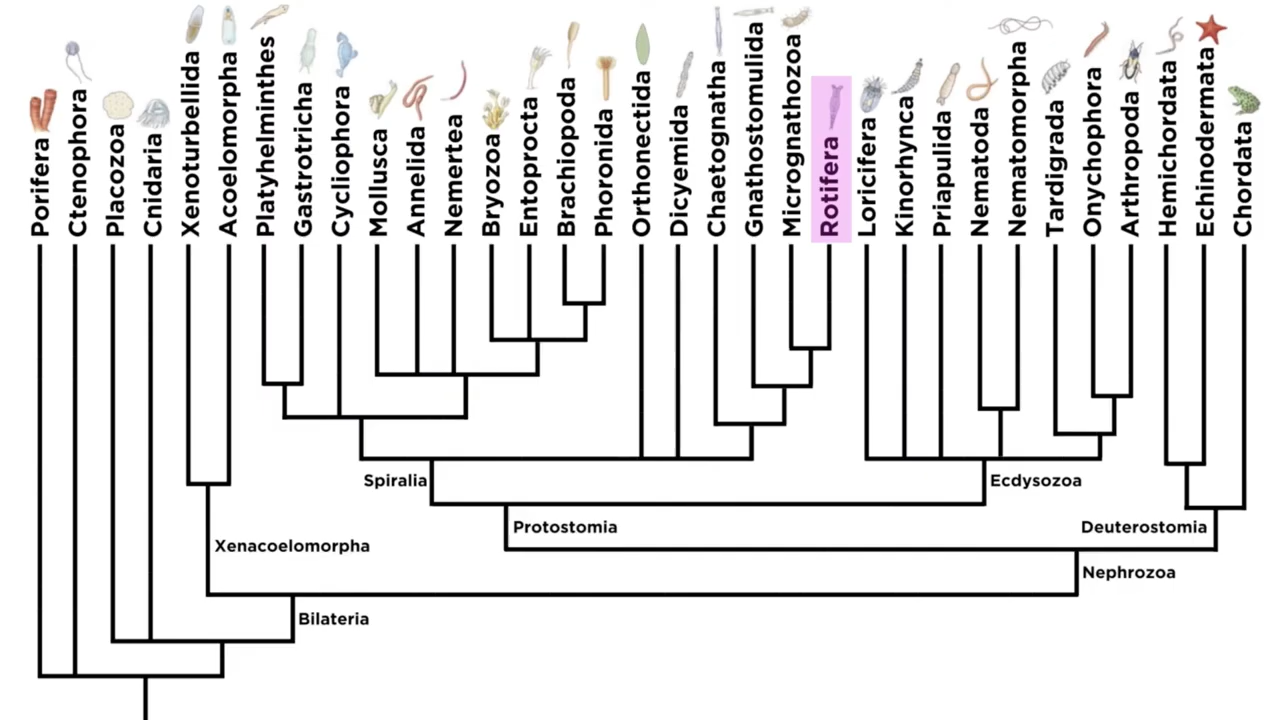 Porifera
Ctenophora
Placozoa
Cnidaria
Xenoturbellida
Acoelomorpha
Platyhelminthes
Gastrotricha
Cycliophora
Mollusca
Annelida
Nemertea
Bryozoa
Entoprocta
Brachiopoda
Phoronida
Orthonectida
Dicyemida
Chaetognatha
Gnathostomulida
Micrognathozoa
Rotifera
Loricifera
Kinorhynca
Priapulida
Nematoda
Nematomorpha
Tardigrada
Onychophora
Arthropoda
Hemichordata
Echinodermata
Chordata
Spiralia
Ecdysozoa
Protostomia
Deuterostomia
Xenacoelomorpha
Nephrozoa
Bilateria